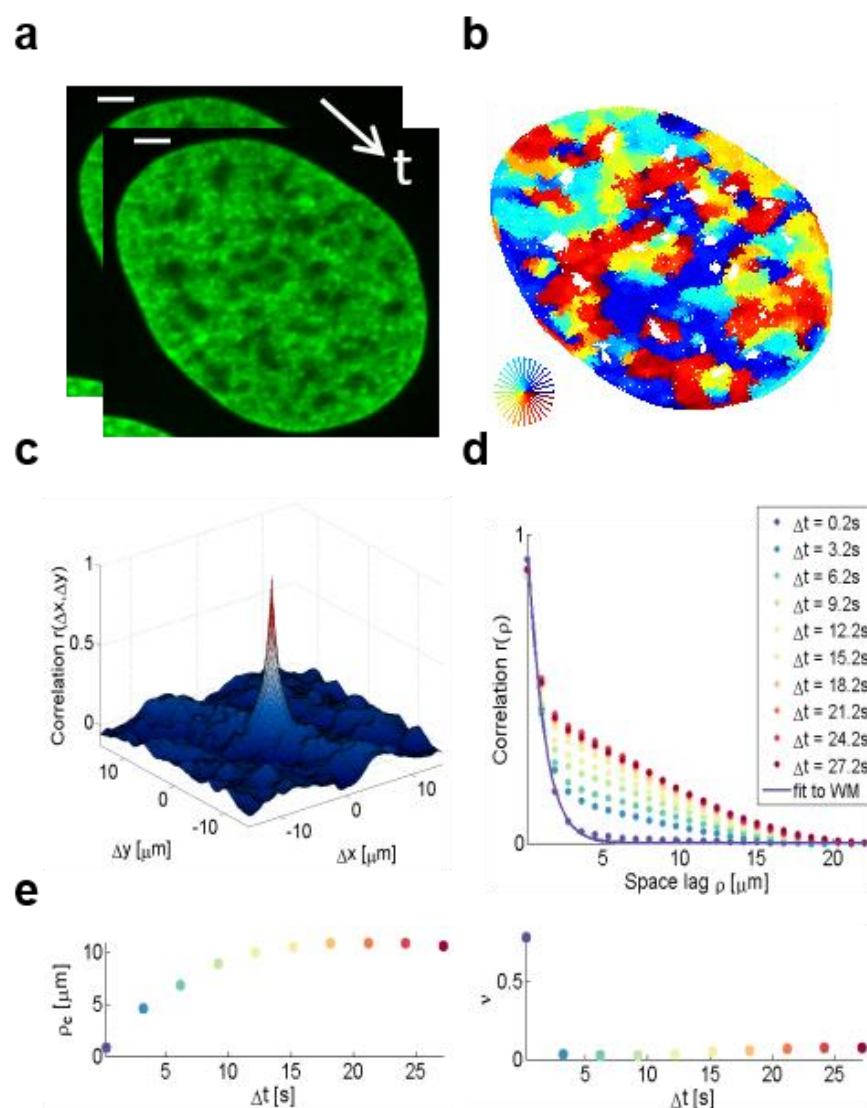 a
b
t
c
d
Correlation r(Δx,Δy)
1
0.5
0
10
0
-10
Δy [μm]
-10
0
10
Δx [μm]
Correlation r(ρ)
1
0
5
10
15
20
Space lag ρ [μm]
Δt = 0.2s
Δt = 3.2s
Δt = 6.2s
Δt = 9.2s
Δt = 12.2s
Δt = 15.2s
Δt = 18.2s
Δt = 21.2s
Δt = 24.2s
Δt = 27.2s
fit to WM
e
ρc [μm]
10
5
0
5
10
15
20
25
Δt [s]
ν
0.5
0
5
10
15
20
25
Δt [s]